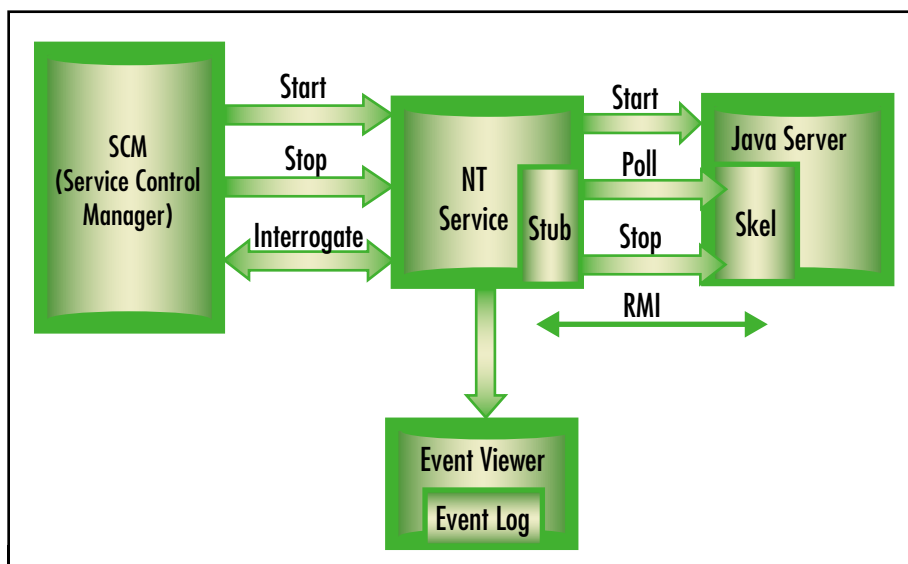 SCM
(Service Control
Manager)
Start
Stop
Interrogate
NT
Service
Stub
Start
Poll
Stop
RMI
Java Server
Skel
Event Viewer
Event Log